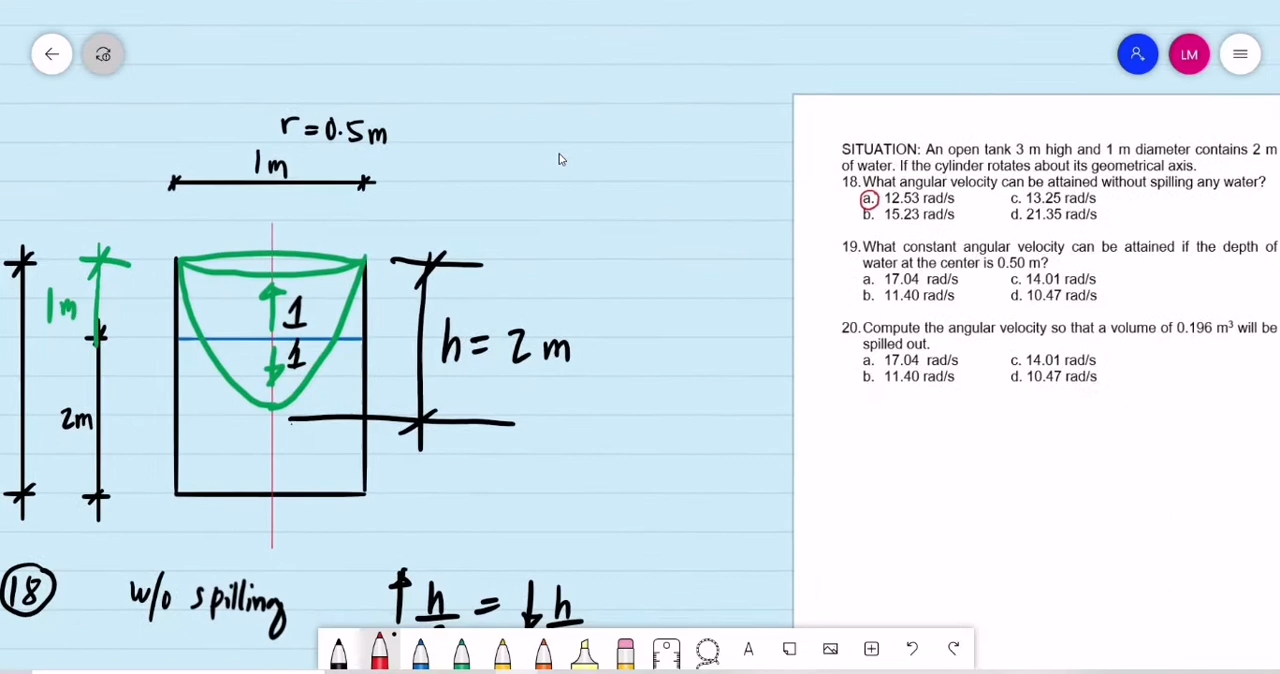 LM
r = 0.5m
1m
1m
1
1
h = 2 m
2m
18 w/o spilling h = h
SITUATION: An open tank 3 m high and 1 m diameter contains 2 m
of water. If the cylinder rotates about its geometrical axis.
18. What angular velocity can be attained without spilling any water?
a. 12.53 rad/s c. 13.25 rad/s
b. 15.23 rad/s d. 21.35 rad/s
19. What constant angular velocity can be attained if the depth of
water at the center is 0.50 m?
a. 17.04 rad/s c. 14.01 rad/s
b. 11.40 rad/s d. 10.47 rad/s
20. Compute the angular velocity so that a volume of 0.196 m³ will be
spilled out.
a. 17.04 rad/s c. 14.01 rad/s
b. 11.40 rad/s d. 10.47 rad/s
A